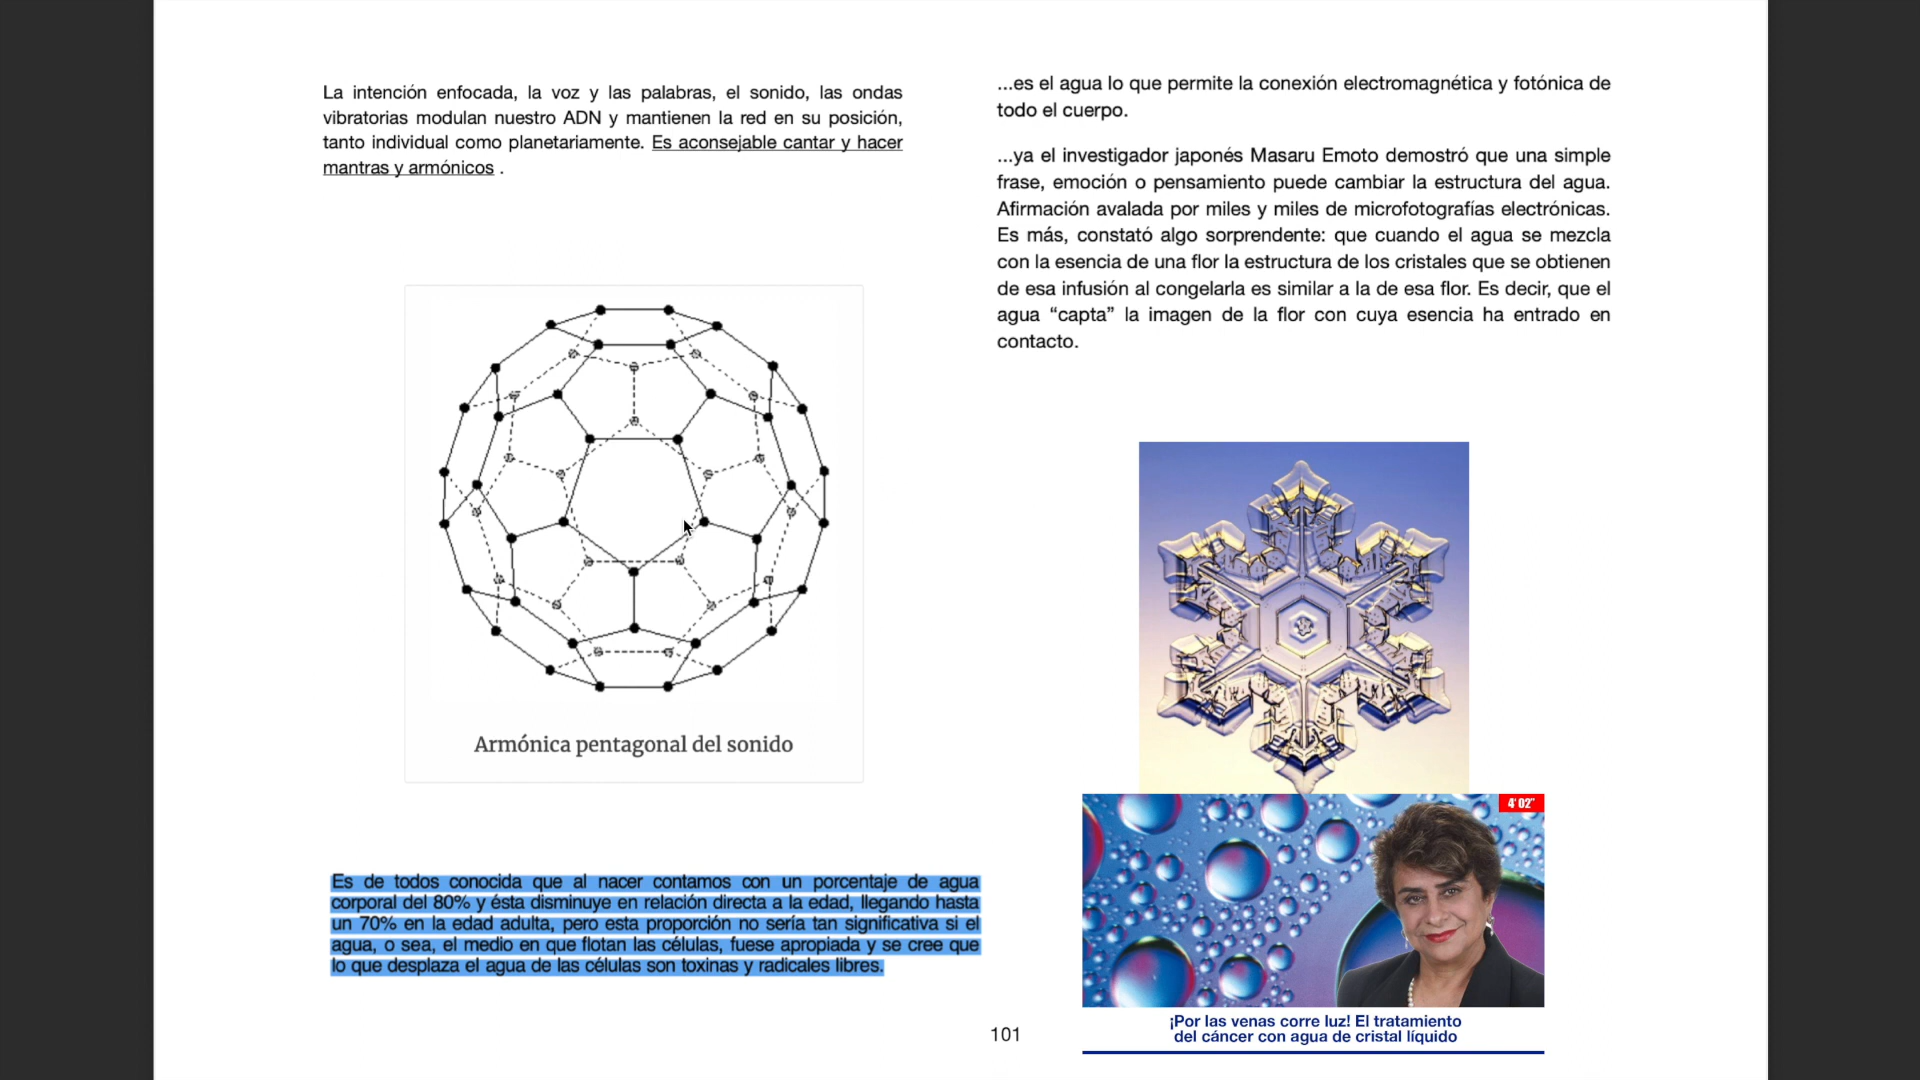 La intención enfocada, la voz y las palabras, el sonido, las ondas
vibratorias modulan nuestro ADN y mantienen la red en su posición,
tanto individual como planetariamente. Es aconsejable cantar y hacer
mantras y armónicos .
Armónica pentagonal del sonido
Es de todos conocida que al nacer contamos con un porcentaje de agua
corporal del 80% y ésta disminuye en relación directa a la edad, llegando hasta
un 70% en la edad adulta, pero esta proporción no sería tan significativa si el
agua, o sea, el medio en que flotan las células, fuese apropiada y se cree que
lo que desplaza el agua de las células son toxinas y radicales libres.
...es el agua lo que permite la conexión electromagnética y fotónica de
todo el cuerpo.
...ya el investigador japonés Masaru Emoto demostró que una simple
frase, emoción o pensamiento puede cambiar la estructura del agua.
Afirmación avalada por miles y miles de microfotografías electrónicas.
Es más, constató algo sorprendente: que cuando el agua se mezcla
con la esencia de una flor la estructura de los cristales que se obtienen
de esa infusión al congelarla es similar a la de esa flor. Es decir, que el
agua “capta” la imagen de la flor con cuya esencia ha entrado en
contacto.
4'02"
¡Por las venas corre luz! El tratamiento
del cáncer con agua de cristal líquido
101